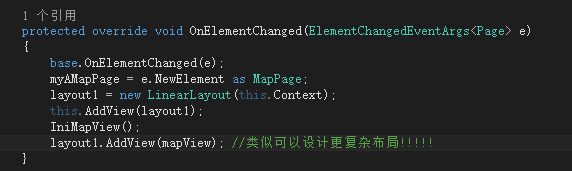 1 个引用
protected override void OnElementChanged(ElementChangedEventArgs<Page> e)
{
base.OnElementChanged(e);
myAMapPage = e.NewElement as MapPage;
layout1 = new LinearLayout(this.Context);
this.AddView(layout1);
IniMapView();
layout1.AddView(mapView); //类似可以设计更复杂布局!!!!!
}